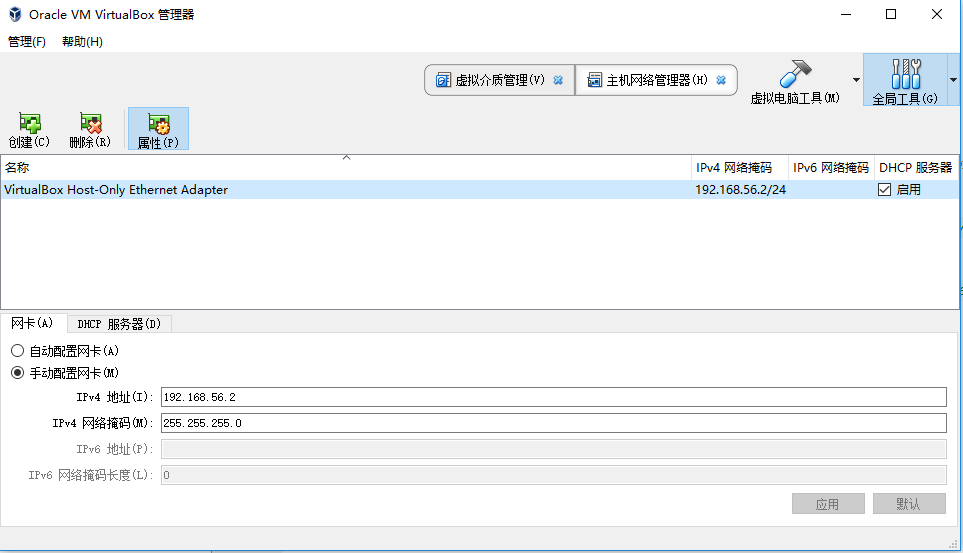 Oracle VM VirtualBox 管理器
管理(F) 帮助(H)
虚拟介质管理(V) 主机网络管理器(H) 虚拟电脑工具(M) 全局工具(G)
创建(C) 删除(R) 属性(P)
名称 IPv4 网络掩码 IPv6 网络掩码 DHCP 服务器
VirtualBox Host-Only Ethernet Adapter 192.168.56.2/24 启用
网卡(A) DHCP 服务器(D)
自动配置网卡(A)
手动配置网卡(M)
IPv4 地址(I): 192.168.56.2
IPv4 网络掩码(M): 255.255.255.0
IPv6 地址(P):
IPv6 网络掩码长度(L): 0
应用 默认